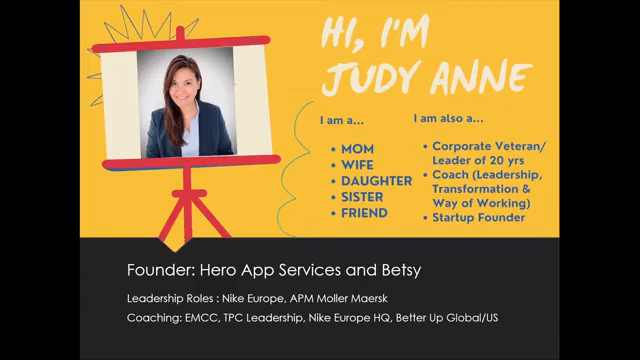 HI, I'M
JUDY ANNE
I am a...
MOM
WIFE
DAUGHTER
SISTER
FRIEND
I am also a...
Corporate Veteran/
Leader of 20 yrs
Coach (Leadership,
Transformation &
Way of Working)
Startup Founder
Founder: Hero App Services and Betsy
Leadership Roles : Nike Europe, APM Moller Maersk
Coaching: EMCC, TPC Leadership, Nike Europe HQ, Better Up Global/US